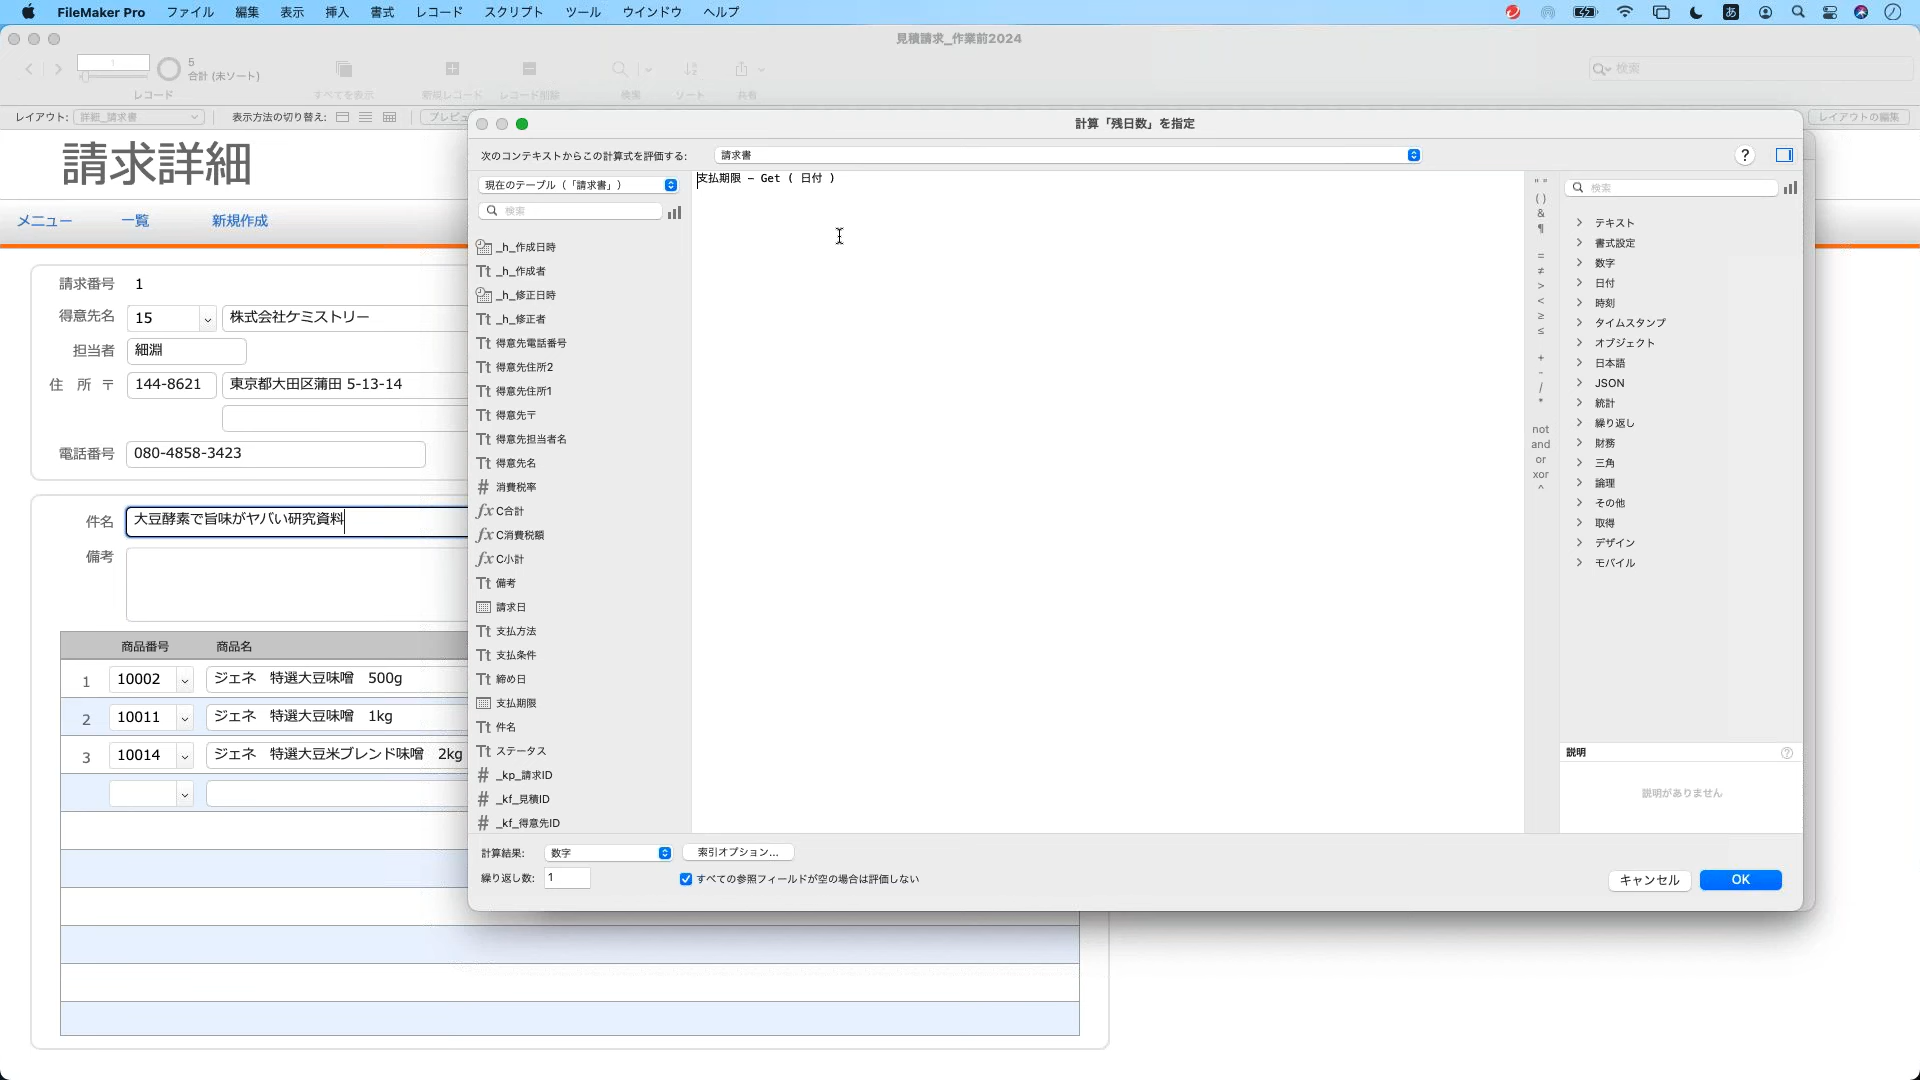 FileMaker Pro ファイル 編集 表示 挿入 書式 レコード スクリプト ツール ウインドウ ヘルプ
あ
見積請求_作業前2024
1
5
合計 (未ソート)
レコード
すべてを表示
新規レコード
レコード削除
検索
ソート
共有
検索
レイアウト: 詳細_請求書
表示方法の切り替え:
プレビュ
レイアウトの編集
請求詳細
メニュー
一覧
新規作成
請求番号 1
得意先名 15 株式会社ケミストリー
担当者 細淵
住 所 〒 144-8621 東京都大田区蒲田 5-13-14
電話番号 080-4858-3423
件名 大豆酵素で旨味がヤバい研究資料
備考
商品番号 商品名
1 10002 ジェネ 特選大豆味噌 500g
2 10011 ジェネ 特選大豆味噌 1kg
3 10014 ジェネ 特選大豆米ブレンド味噌 2kg
計算「残日数」を指定
次のコンテキストからこの計算式を評価する: 請求書
?
現在のテーブル（「請求書」）
検索
_h_作成日時
Tt _h_作成者
_h_修正日時
Tt _h_修正者
Tt 得意先電話番号
Tt 得意先住所2
Tt 得意先住所1
Tt 得意先〒
Tt 得意先担当者名
Tt 得意先名
# 消費税率
fx C合計
fx C消費税額
fx C小計
Tt 備考
請求日
Tt 支払方法
Tt 支払条件
Tt 締め日
支払期限
Tt 件名
Tt ステータス
# _kp_請求ID
# _kf_見積ID
# _kf_得意先ID
支払期限 - Get ( 日付 )
" "
( )
&
¶
=
≠
>
<
≥
≤
+
-
/
*
not
and
or
xor
^
検索
テキスト
書式設定
数字
日付
時刻
タイムスタンプ
オブジェクト
日本語
JSON
統計
繰り返し
財務
三角
論理
その他
取得
デザイン
モバイル
説明
?
説明がありません
計算結果: 数字
索引オプション...
繰り返し数: 1
すべての参照フィールドが空の場合は評価しない
キャンセル
OK